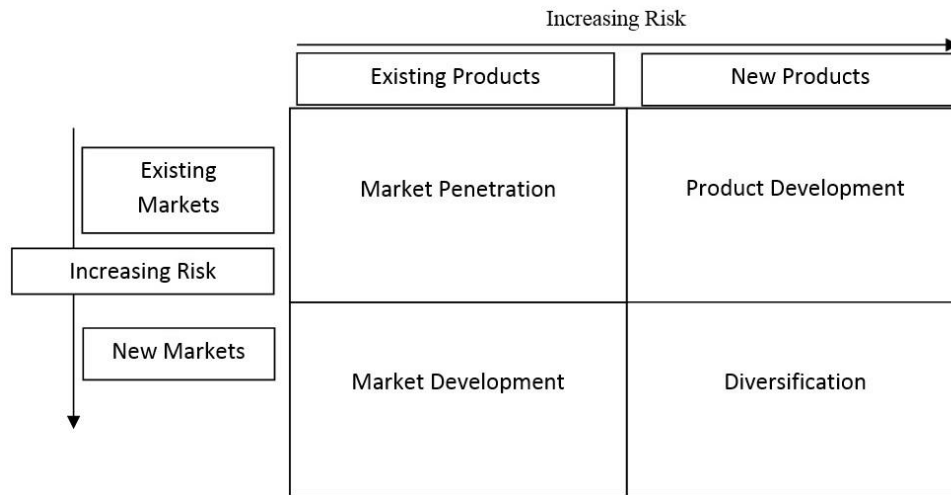 Increasing Risk
Existing Products
New Products
Existing
Markets
Market Penetration
Product Development
Increasing Risk
New Markets
Market Development
Diversification